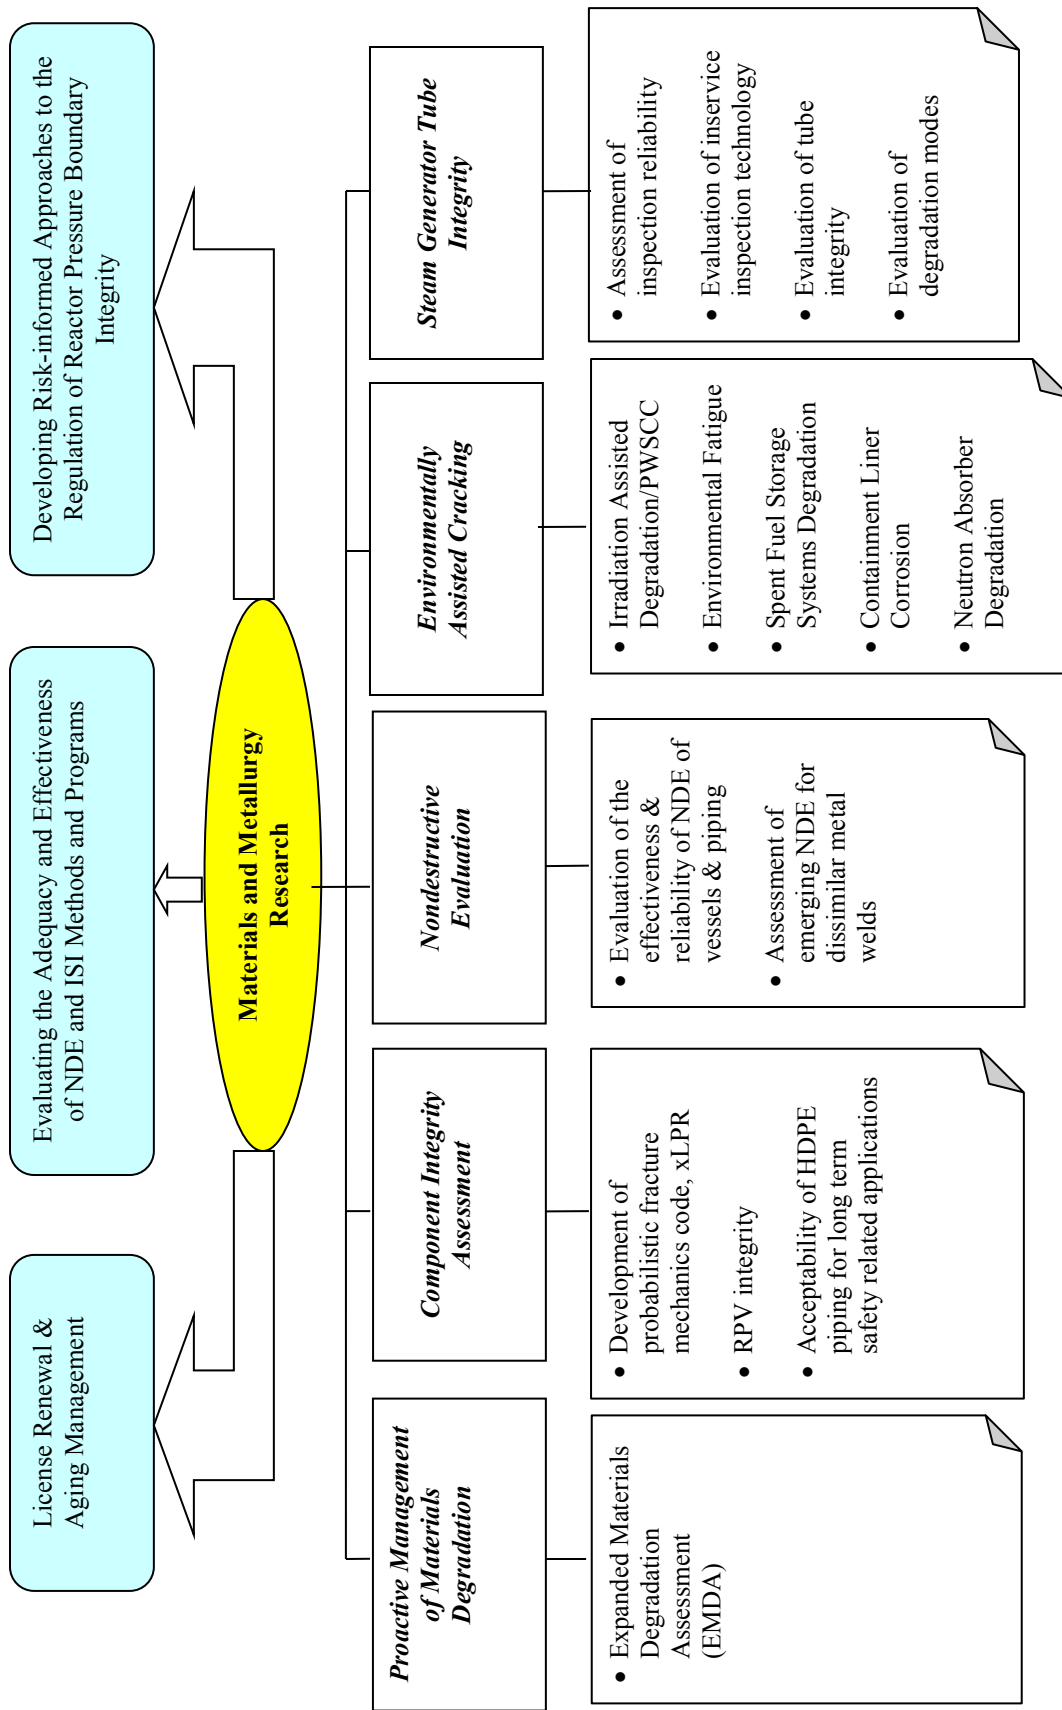 License Renewal &
Aging Management
Evaluating the Adequacy and Effectiveness
of NDE and ISI Methods and Programs
Developing Risk-informed Approaches to the
Regulation of Reactor Pressure Boundary
Integrity
Materials and Metallurgy
Research
Proactive Management
of Materials
Degradation
Component Integrity
Assessment
Nondestructive
Evaluation
Environmentally
Assisted Cracking
Steam Generator Tube
Integrity
• Expanded Materials
Degradation
Assessment
(EMDA)
• Development of
probabilistic fracture
mechanics code, xLPR
• RPV integrity
• Acceptability of HDPE
piping for long term
safety related applications
• Evaluation of the
effectiveness &
reliability of NDE of
vessels & piping
• Assessment of
emerging NDE for
dissimilar metal
welds
• Irradiation Assisted
Degradation/PWSCC
• Environmental Fatigue
• Spent Fuel Storage
Systems Degradation
• Containment Liner
Corrosion
• Neutron Absorber
Degradation
• Assessment of
inspection reliability
• Evaluation of inservice
inspection technology
• Evaluation of tube
integrity
• Evaluation of
degradation modes